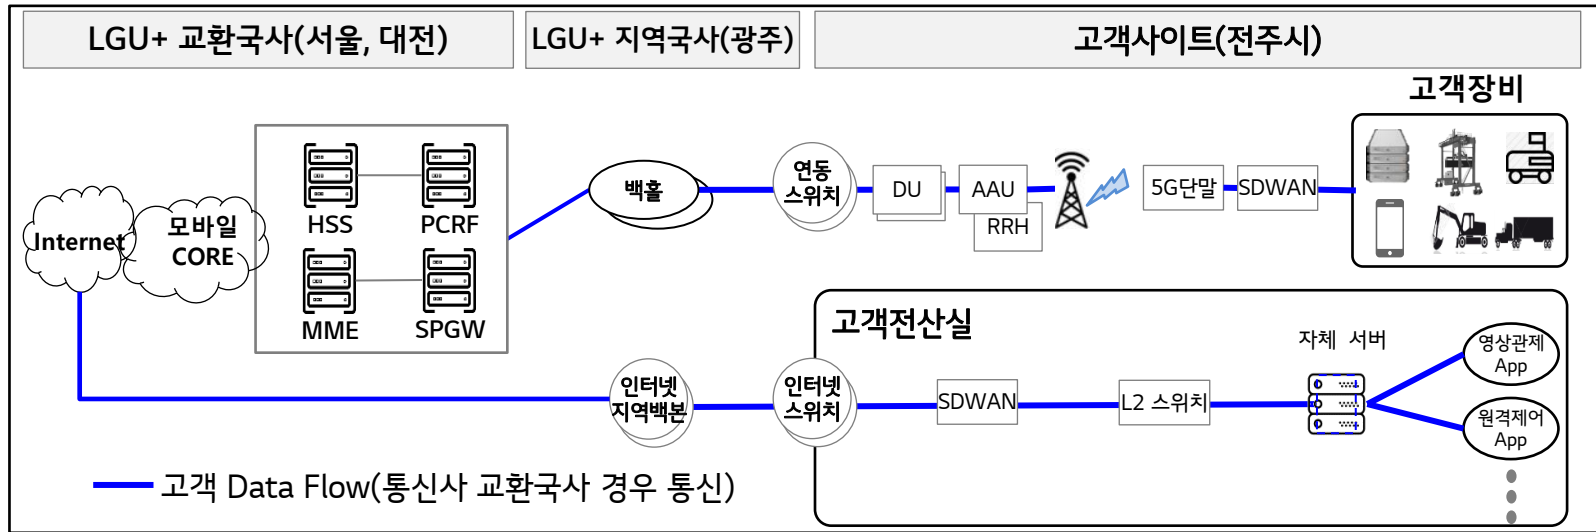 LGU+ 교환국사(서울, 대전)
LGU+ 지역국사(광주)
고객사이트(전주시)
고객장비
HSS
PCRF
MME
SPGW
Internet
모바일
CORE
백홀
연동
스위치
DU
AAU
RRH
5G단말
SDWAN
고객전산실
인터넷
지역백본
인터넷
스위치
SDWAN
L2 스위치
자체 서버
영상관제
App
원격제어
App
고객 Data Flow(통신사 교환국사 경우 통신)